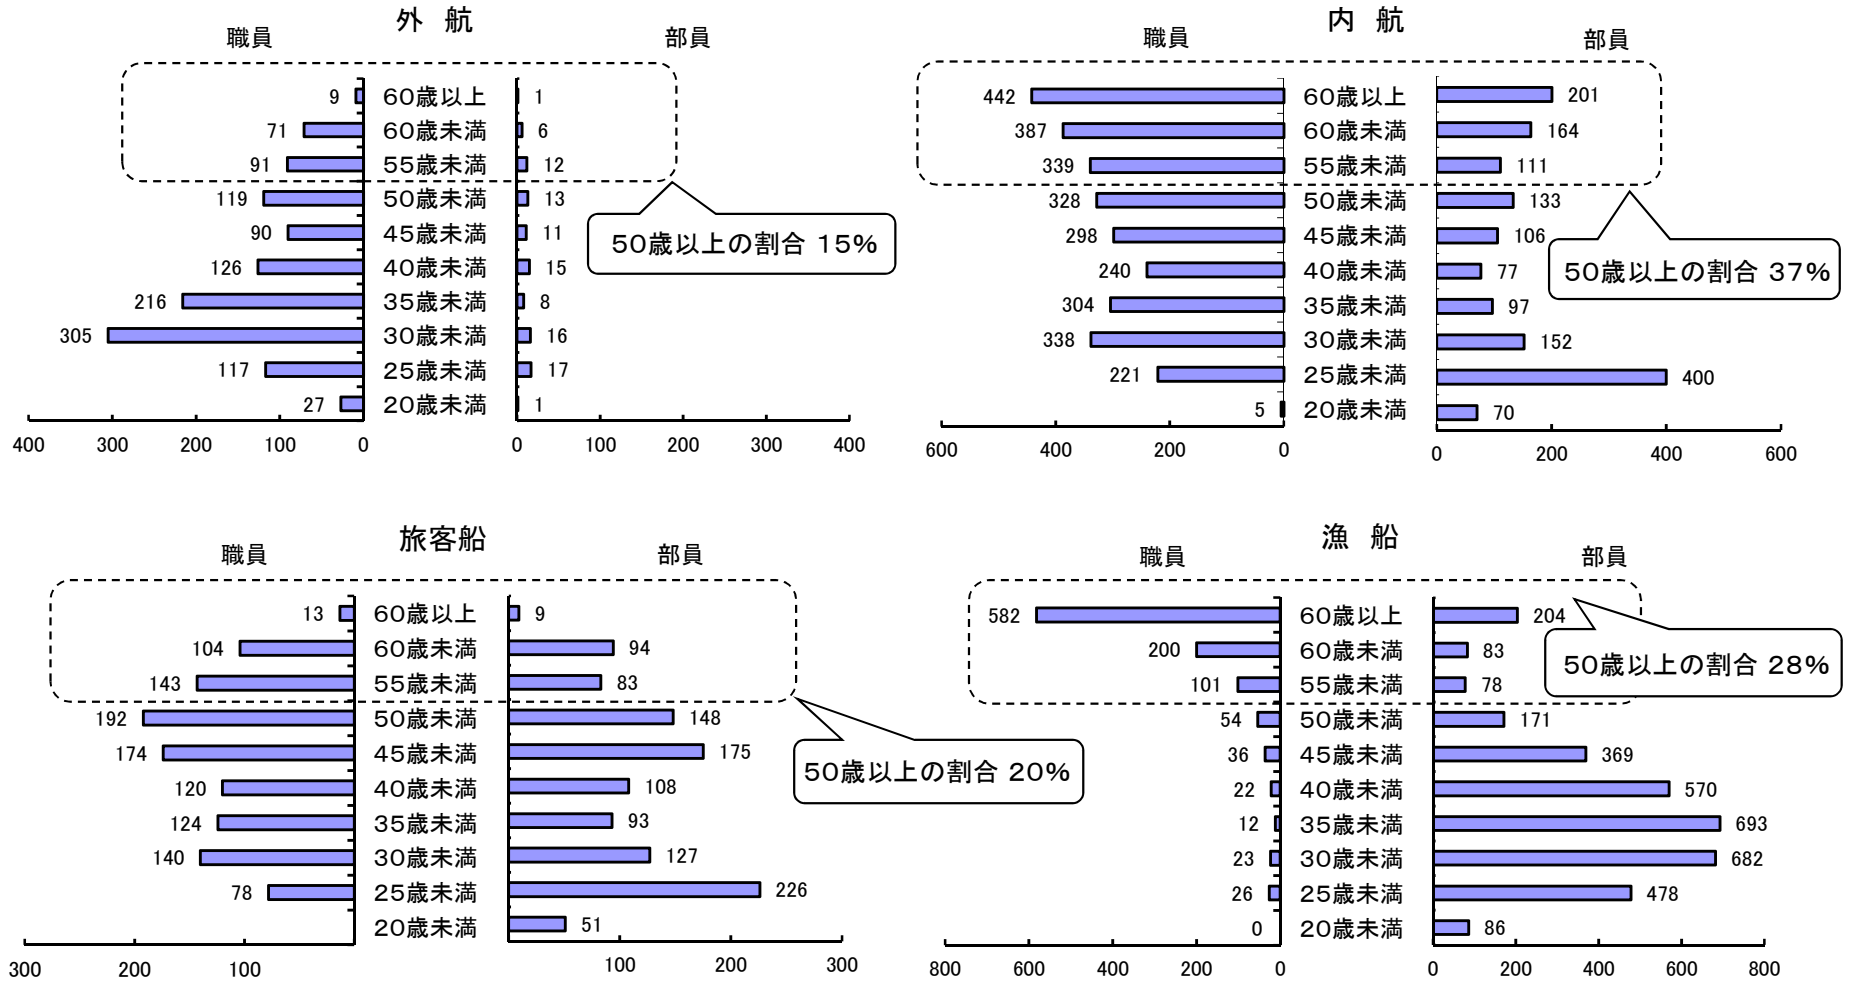 外 航
職員 部員
9 60歳以上 1
71 60歳未満 6
91 55歳未満 12
119 50歳未満 13
90 45歳未満 11
126 40歳未満 15
216 35歳未満 8
305 30歳未満 16
117 25歳未満 17
27 20歳未満 1
400 300 200 100 0 0 100 200 300 400
50歳以上の割合 15%
内 航
職員 部員
442 60歳以上 201
387 60歳未満 164
339 55歳未満 111
328 50歳未満 133
298 45歳未満 106
240 40歳未満 77
304 35歳未満 97
338 30歳未満 152
221 25歳未満 400
5 20歳未満 70
600 400 200 0 0 200 400 600
50歳以上の割合 37%
旅客船
職員 部員
13 60歳以上 9
104 60歳未満 94
143 55歳未満 83
192 50歳未満 148
174 45歳未満 175
120 40歳未満 108
124 35歳未満 93
140 30歳未満 127
78 25歳未満 226
20歳未満 51
300 200 100 100 200 300
50歳以上の割合 20%
漁 船
職員 部員
582 60歳以上 204
200 60歳未満 83
101 55歳未満 78
54 50歳未満 171
36 45歳未満 369
22 40歳未満 570
12 35歳未満 693
23 30歳未満 682
26 25歳未満 478
0 20歳未満 86
800 600 400 200 0 0 200 400 600 800
50歳以上の割合 28%